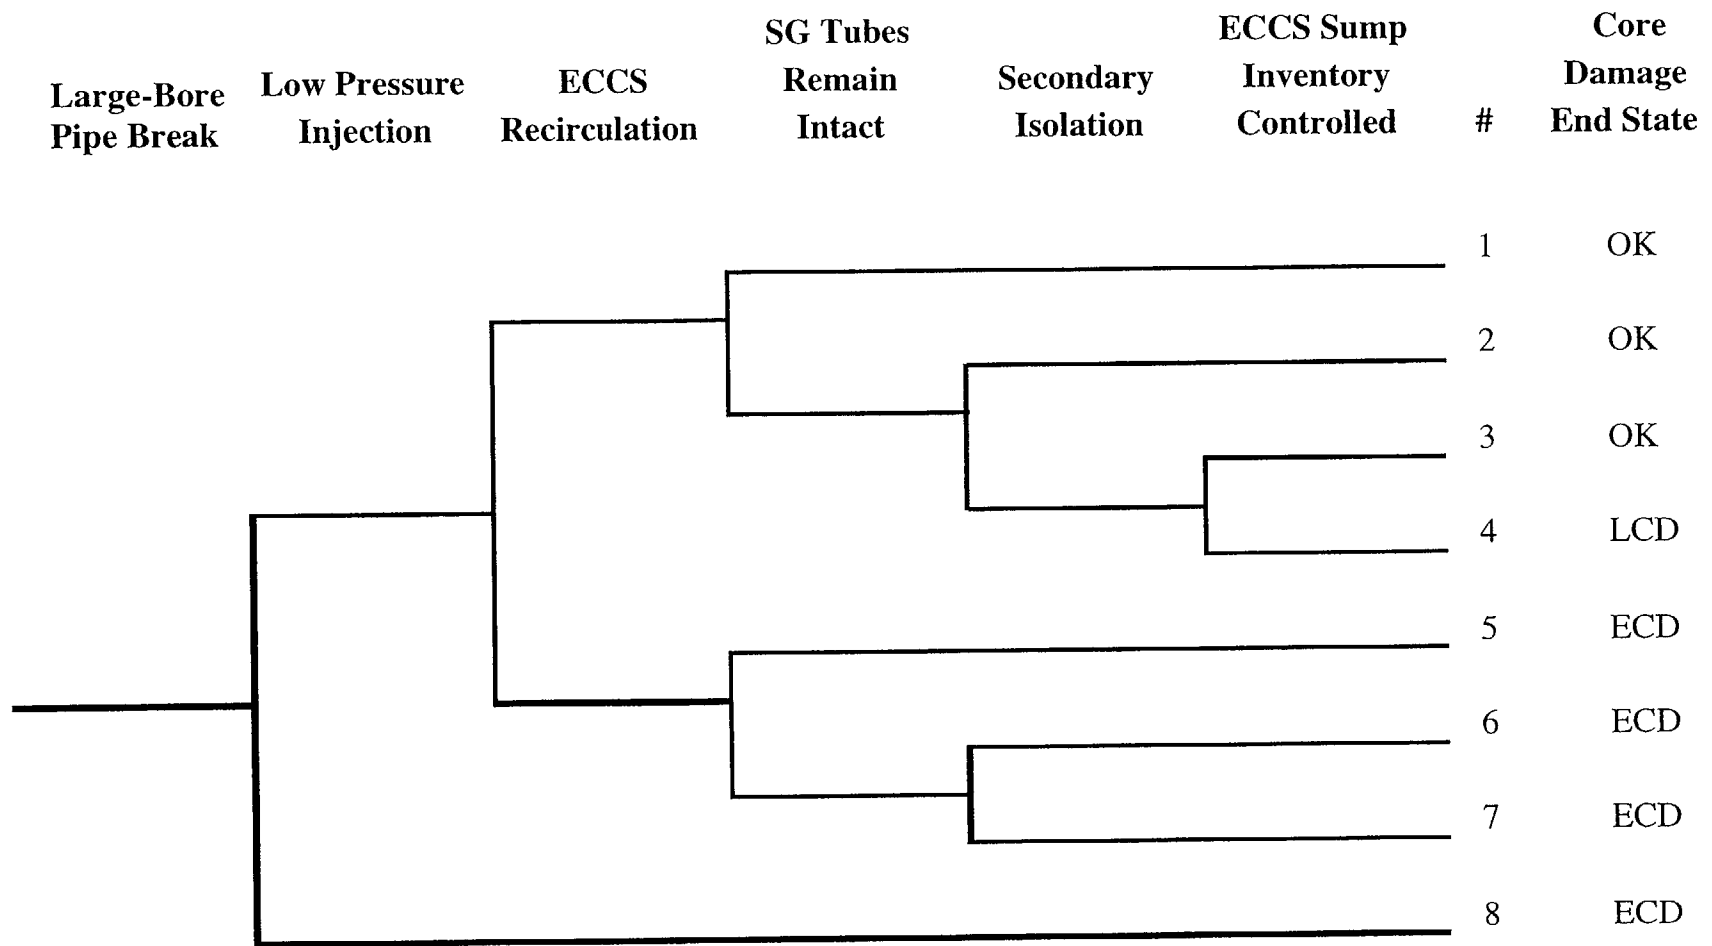 Large-Bore
Pipe Break
Low Pressure
Injection
ECCS
Recirculation
SG Tubes
Remain
Intact
Secondary
Isolation
ECCS Sump
Inventory
Controlled
#
Core
Damage
End State
1 OK
2 OK
3 OK
4 LCD
5 ECD
6 ECD
7 ECD
8 ECD